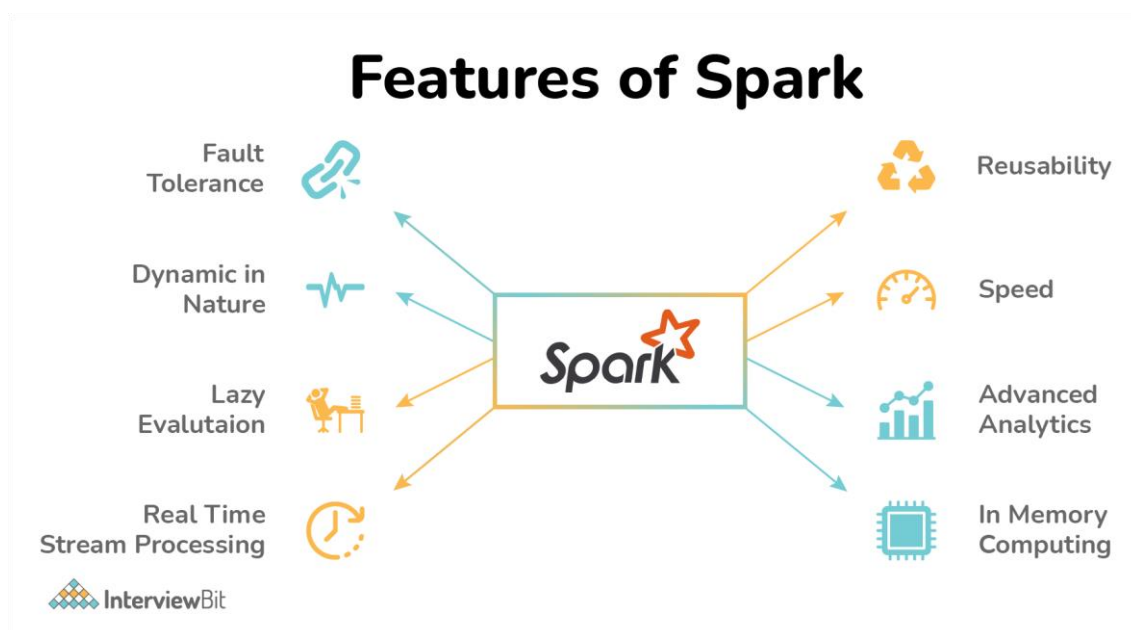 Features of Spark
Fault
Tolerance
Dynamic in
Nature
Lazy
Evalutaion
Real Time
Stream Processing
Spark
Reusability
Speed
Advanced
Analytics
In Memory
Computing
InterviewBit